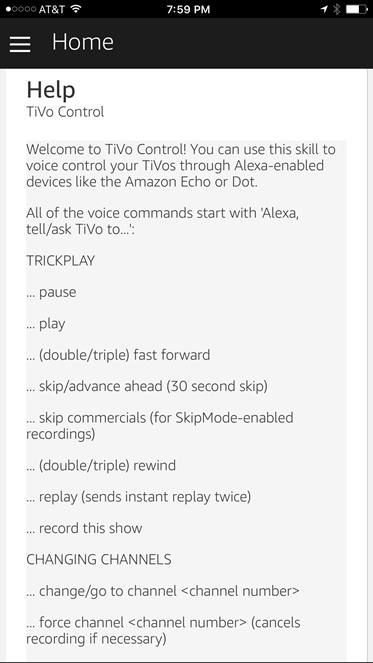 AT&T 7:59 PM
Home
Help
TiVo Control
Welcome to TiVo Control! You can use this skill to
voice control your TiVos through Alexa-enabled
devices like the Amazon Echo or Dot.
All of the voice commands start with 'Alexa,
tell/ask TiVo to...':
TRICKPLAY
... pause
... play
... (double/triple) fast forward
... skip/advance ahead (30 second skip)
... skip commercials (for SkipMode-enabled
recordings)
... (double/triple) rewind
... replay (sends instant replay twice)
... record this show
CHANGING CHANNELS
... change/go to channel <channel number>
... force channel <channel number> (cancels
recording if necessary)